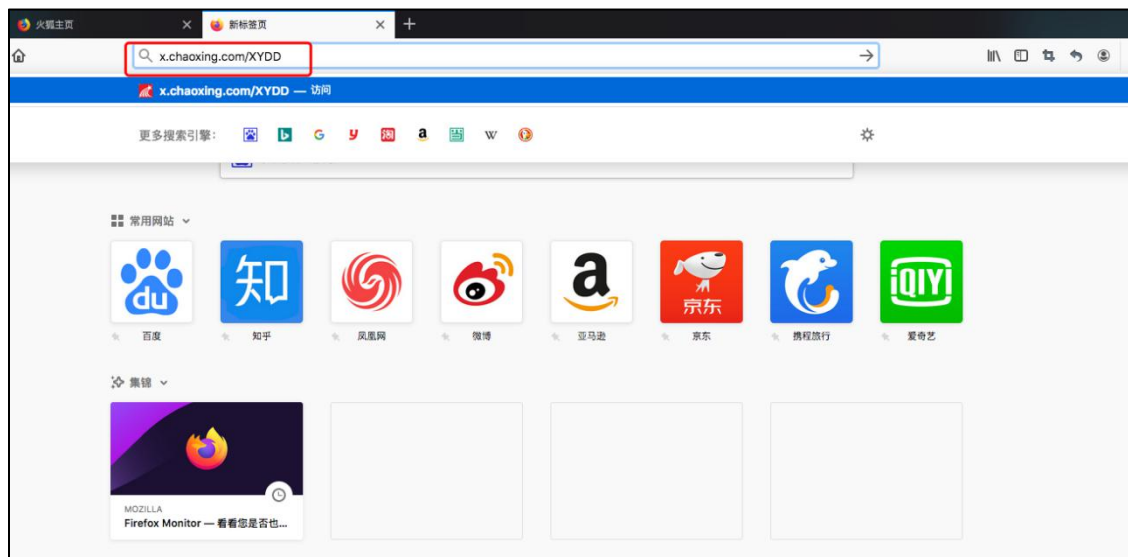 火狐主页
新标签页
x.chaoxing.com/XYDD
x.chaoxing.com/XYDD — 访问
更多搜索引擎:
G y 淘 a 当 W
常用网站
du 知 a 京东 iQIYI
百度 知乎 凤凰网 微博 亚马逊 京东 携程旅行 爱奇艺
集锦
MOZILLA
Firefox Monitor — 看看您是否也...